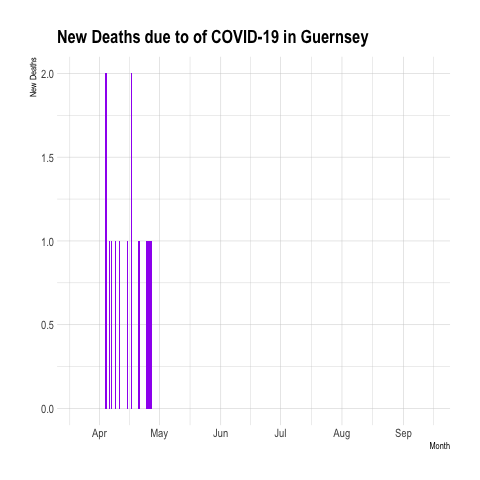 New Deaths due to of COVID-19 in Guernsey
New Deaths
2.0
1.5
1.0
0.5
0.0
Apr May Jun Jul Aug Sep
Month